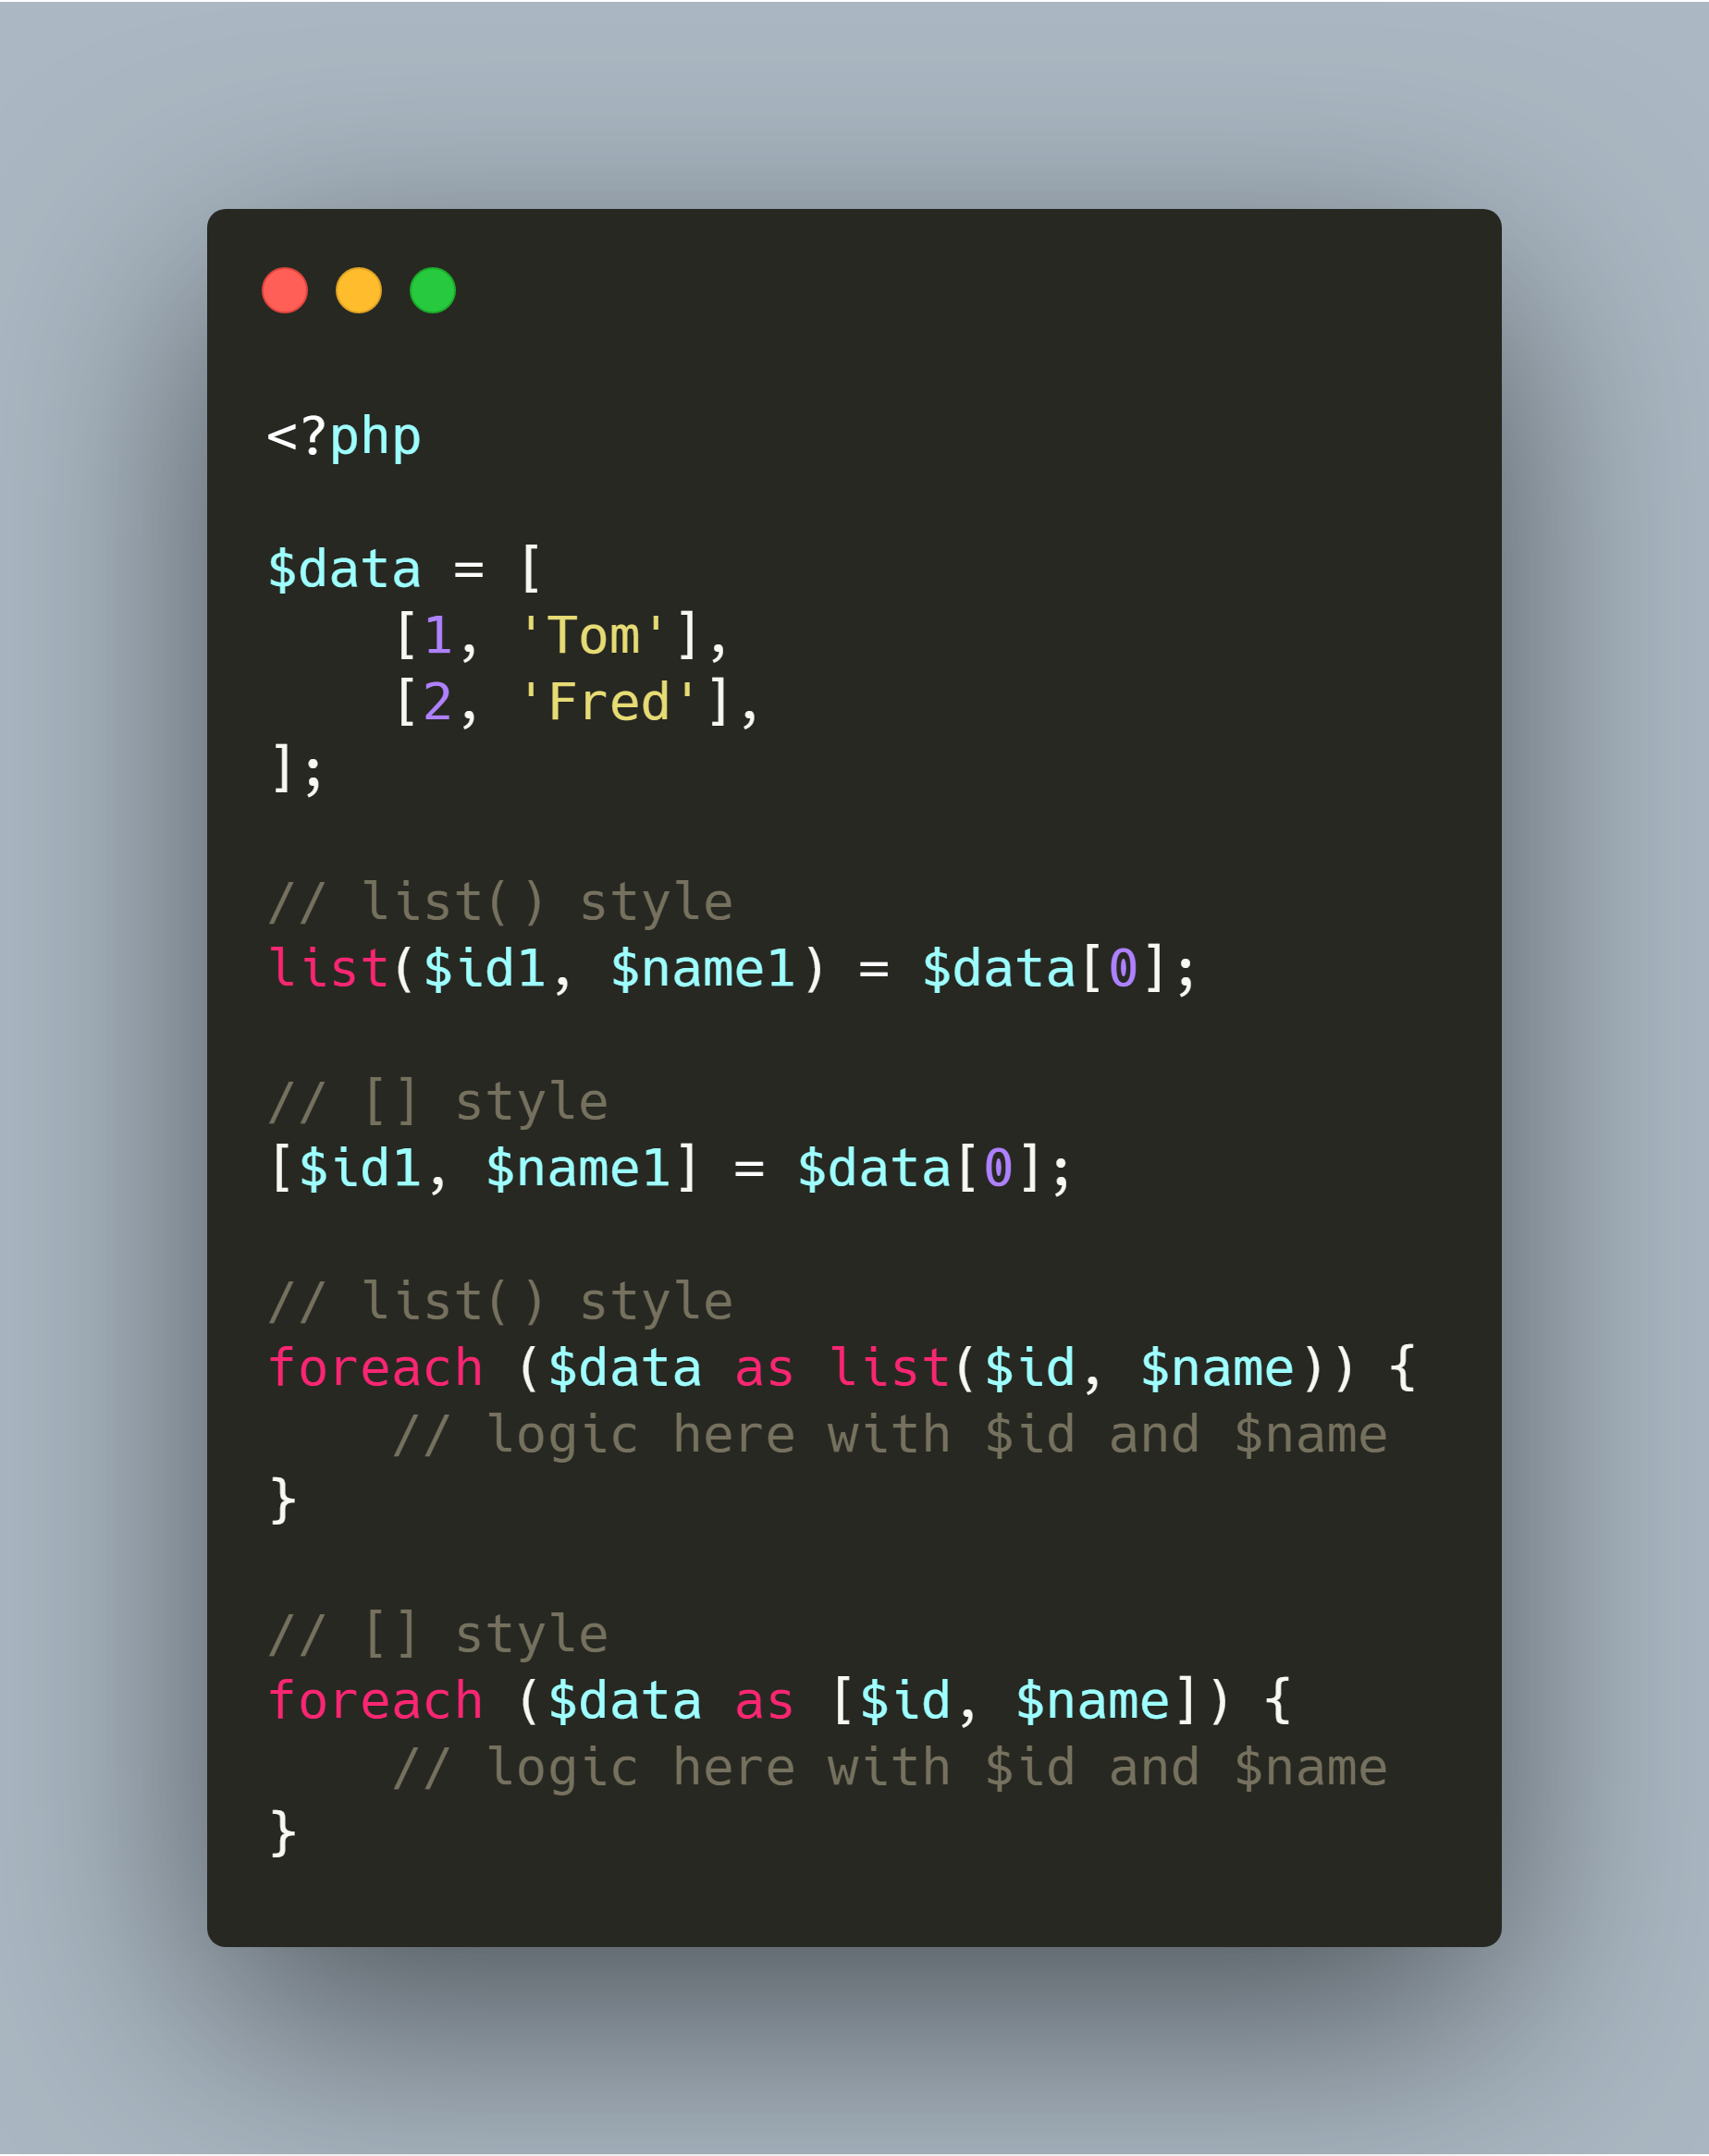 <?php

$data = [
    [1, 'Tom'],
    [2, 'Fred'],
];

// list() style
list($id1, $name1) = $data[0];

// [] style
[$id1, $name1] = $data[0];

// list() style
foreach ($data as list($id, $name)) {
    // logic here with $id and $name
}

// [] style
foreach ($data as [$id, $name]) {
    // logic here with $id and $name
}